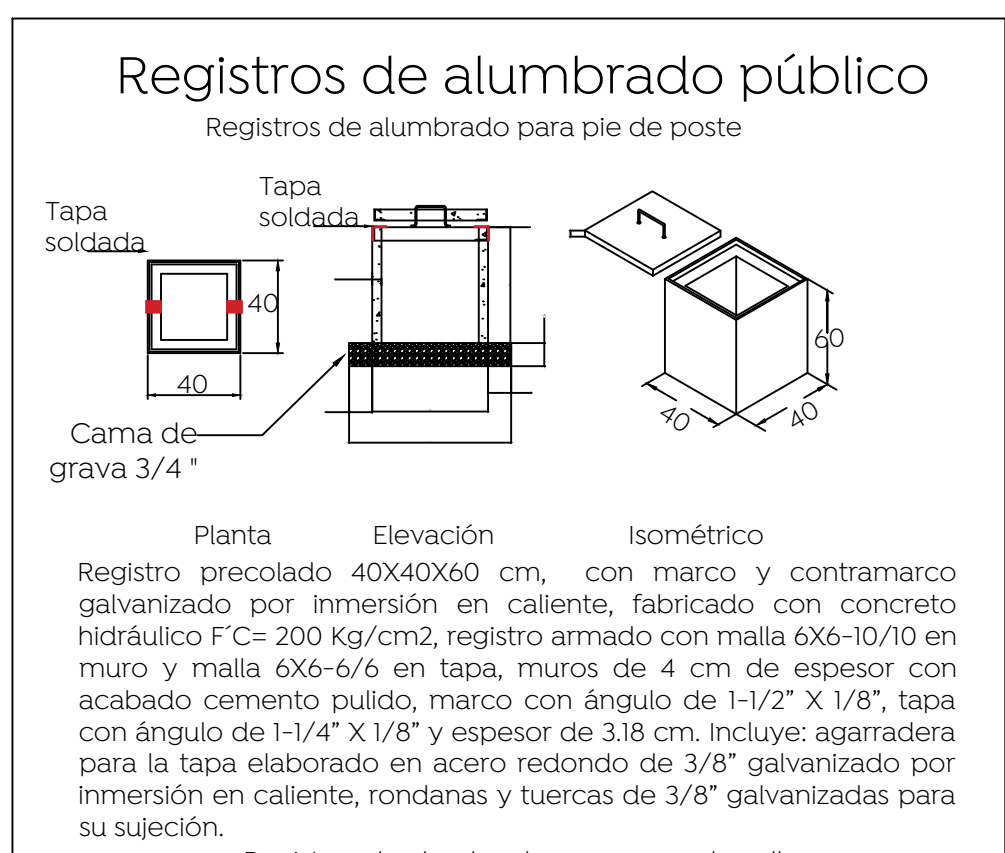 Registros de alumbrado público
Registros de alumbrado para pie de poste
Tapa
soldada
Tapa
soldada
40
40
60
40
40
Cama de
grava 3/4 "
Planta Elevación Isométrico
Registro precolado 40X40X60 cm, con marco y contramarco
galvanizado por inmersión en caliente, fabricado con concreto
hidráulico F´C= 200 Kg/cm2, registro armado con malla 6X6-10/10 en
muro y malla 6X6-6/6 en tapa, muros de 4 cm de espesor con
acabado cemento pulido, marco con ángulo de 1-1/2” X 1/8”, tapa
con ángulo de 1-1/4” X 1/8” y espesor de 3.18 cm. Incluye: agarradera
para la tapa elaborado en acero redondo de 3/8” galvanizado por
inmersión en caliente, rondanas y tuercas de 3/8” galvanizadas para
su sujeción.